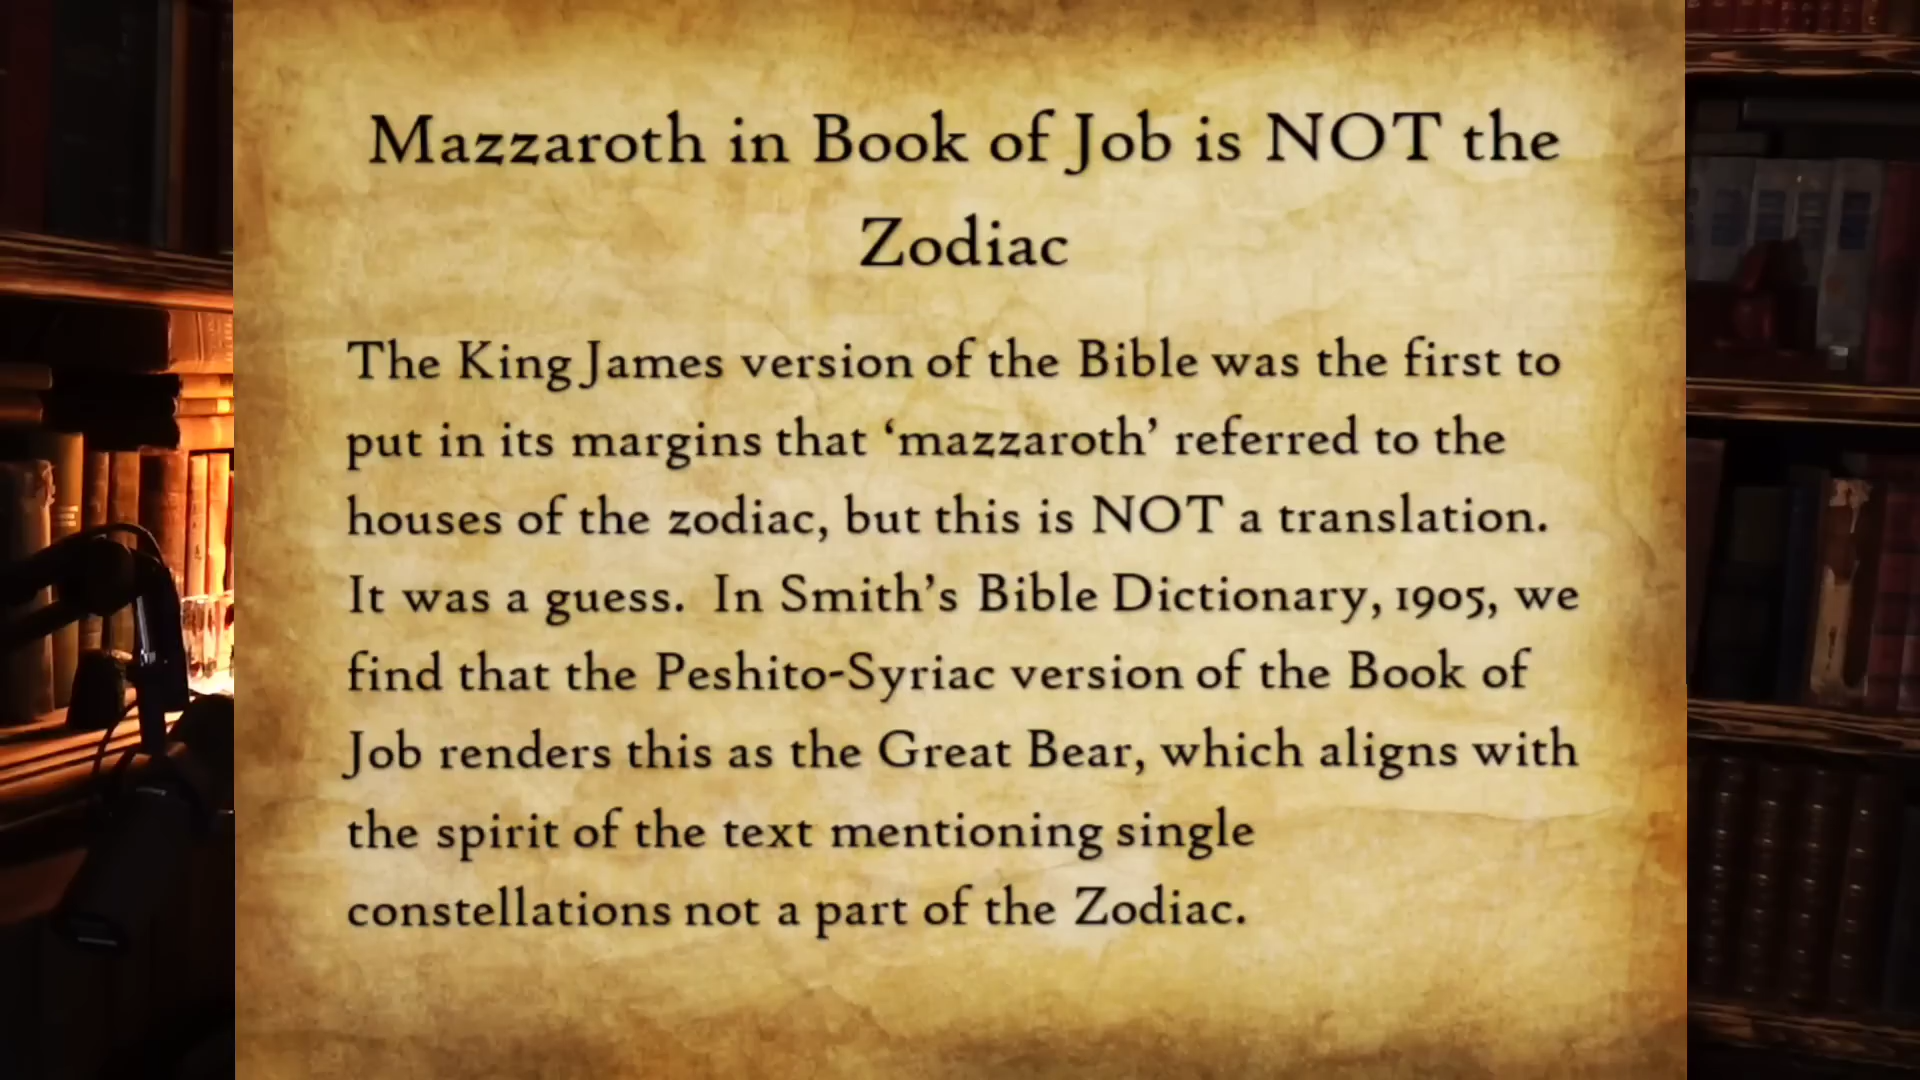 Mazzaroth in Book of Job is NOT the
Zodiac
The King James version of the Bible was the first to
put in its margins that ‘mazzaroth’ referred to the
houses of the zodiac, but this is NOT a translation.
It was a guess. In Smith’s Bible Dictionary, 1905, we
find that the Peshito-Syriac version of the Book of
Job renders this as the Great Bear, which aligns with
the spirit of the text mentioning single
constellations not a part of the Zodiac.